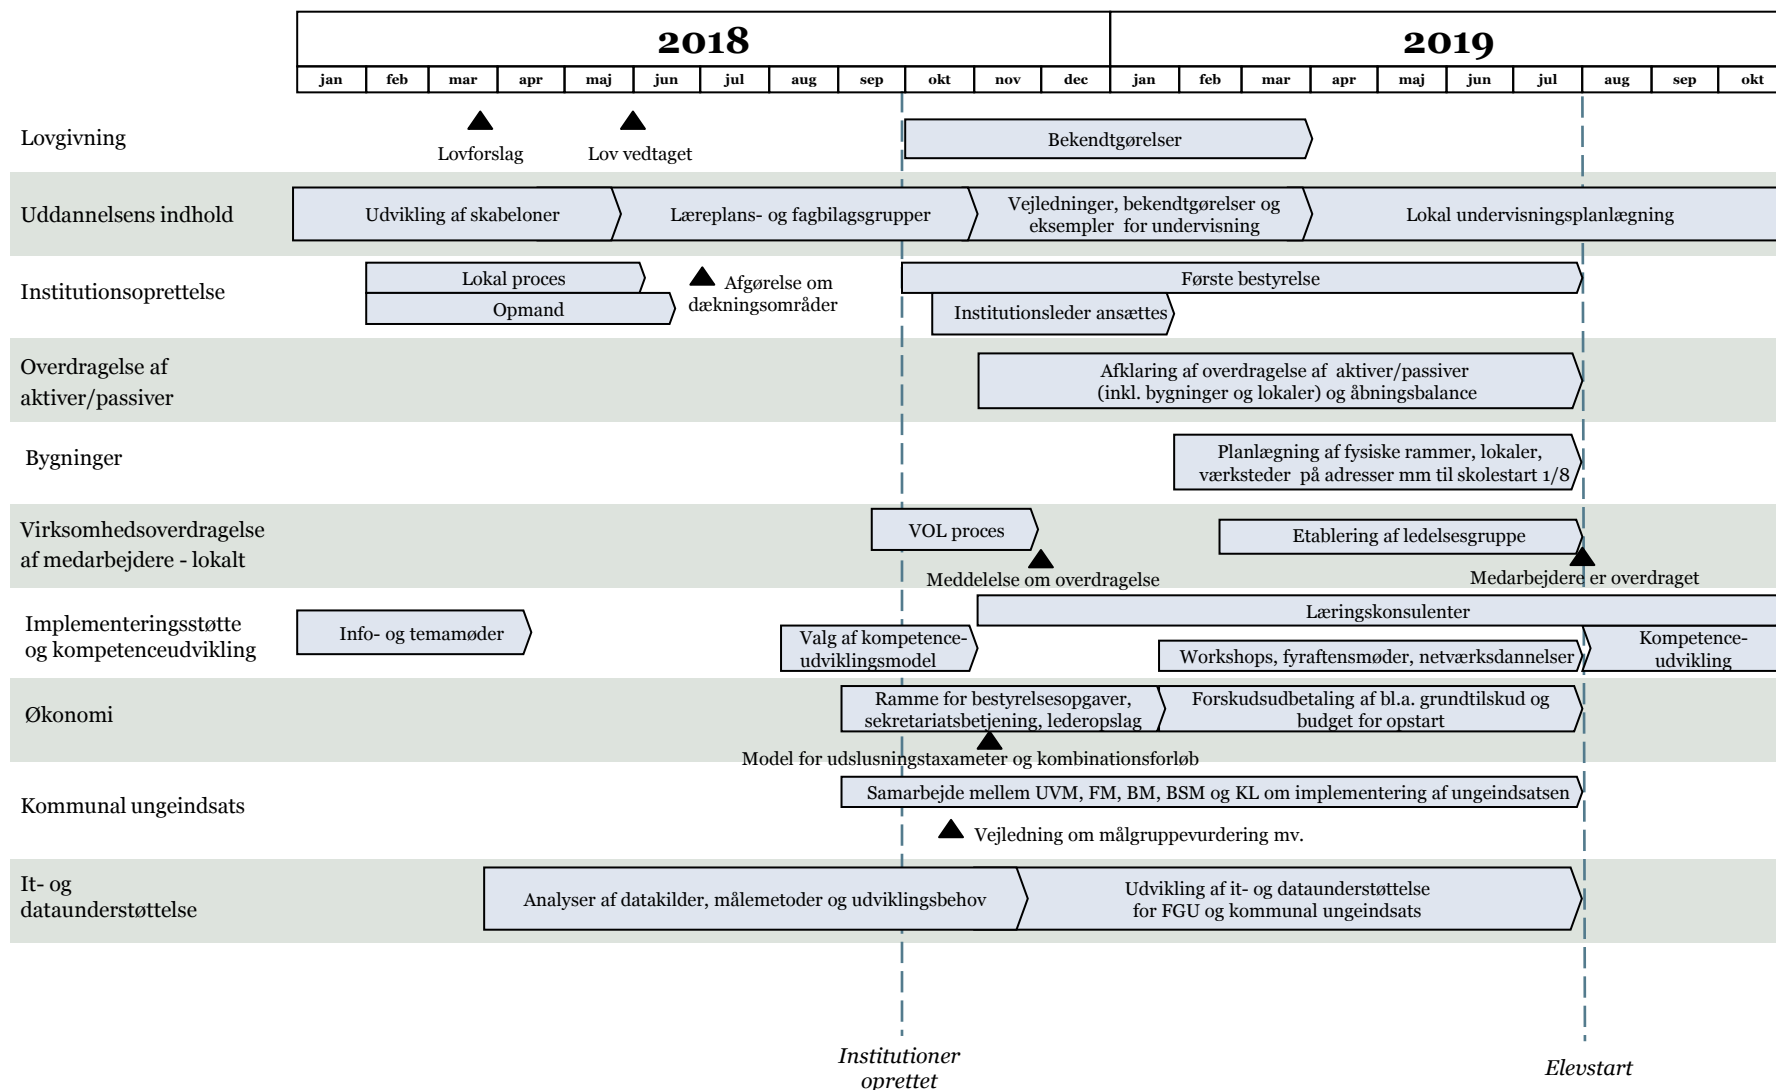 2018
2019
jan feb mar apr maj jun jul aug sep okt nov dec jan feb mar apr maj jun jul aug sep okt
Lovgivning
Lovforslag
Lov vedtaget
Bekendtgørelser
Uddannelsens indhold
Udvikling af skabeloner
Læreplans- og fagbilagsgrupper
Vejledninger, bekendtgørelser og
eksempler for undervisning
Lokal undervisningsplanlægning
Institutionsoprettelse
Lokal proces
Opmand
Afgørelse om
dækningsområder
Første bestyrelse
Institutionsleder ansættes
Overdragelse af
aktiver/passiver
Afklaring af overdragelse af aktiver/passiver
(inkl. bygninger og lokaler) og åbningsbalance
Bygninger
Planlægning af fysiske rammer, lokaler,
værksteder på adresser mm til skolestart 1/8
Virksomhedsoverdragelse
af medarbejdere - lokalt
VOL proces
Meddelelse om overdragelse
Etablering af ledelsesgruppe
Medarbejdere er overdraget
Implementeringsstøtte
og kompetenceudvikling
Info- og temamøder
Valg af kompetence-
udviklingsmodel
Læringskonsulenter
Workshops, fyraftensmøder, netværksdannelser
Kompetence-
udvikling
Økonomi
Ramme for bestyrelsesopgaver,
sekretariatsbetjening, lederopslag
Forskudsudbetaling af bl.a. grundtilskud og
budget for opstart
Model for udslusningstaxameter og kombinationsforløb
Kommunal ungeindsats
Samarbejde mellem UVM, FM, BM, BSM og KL om implementering af ungeindsatsen
Vejledning om målgruppevurdering mv.
It- og
dataunderstøttelse
Analyser af datakilder, målemetoder og udviklingsbehov
Udvikling af it- og dataunderstøttelse
for FGU og kommunal ungeindsats
Institutioner
oprettet
Elevstart